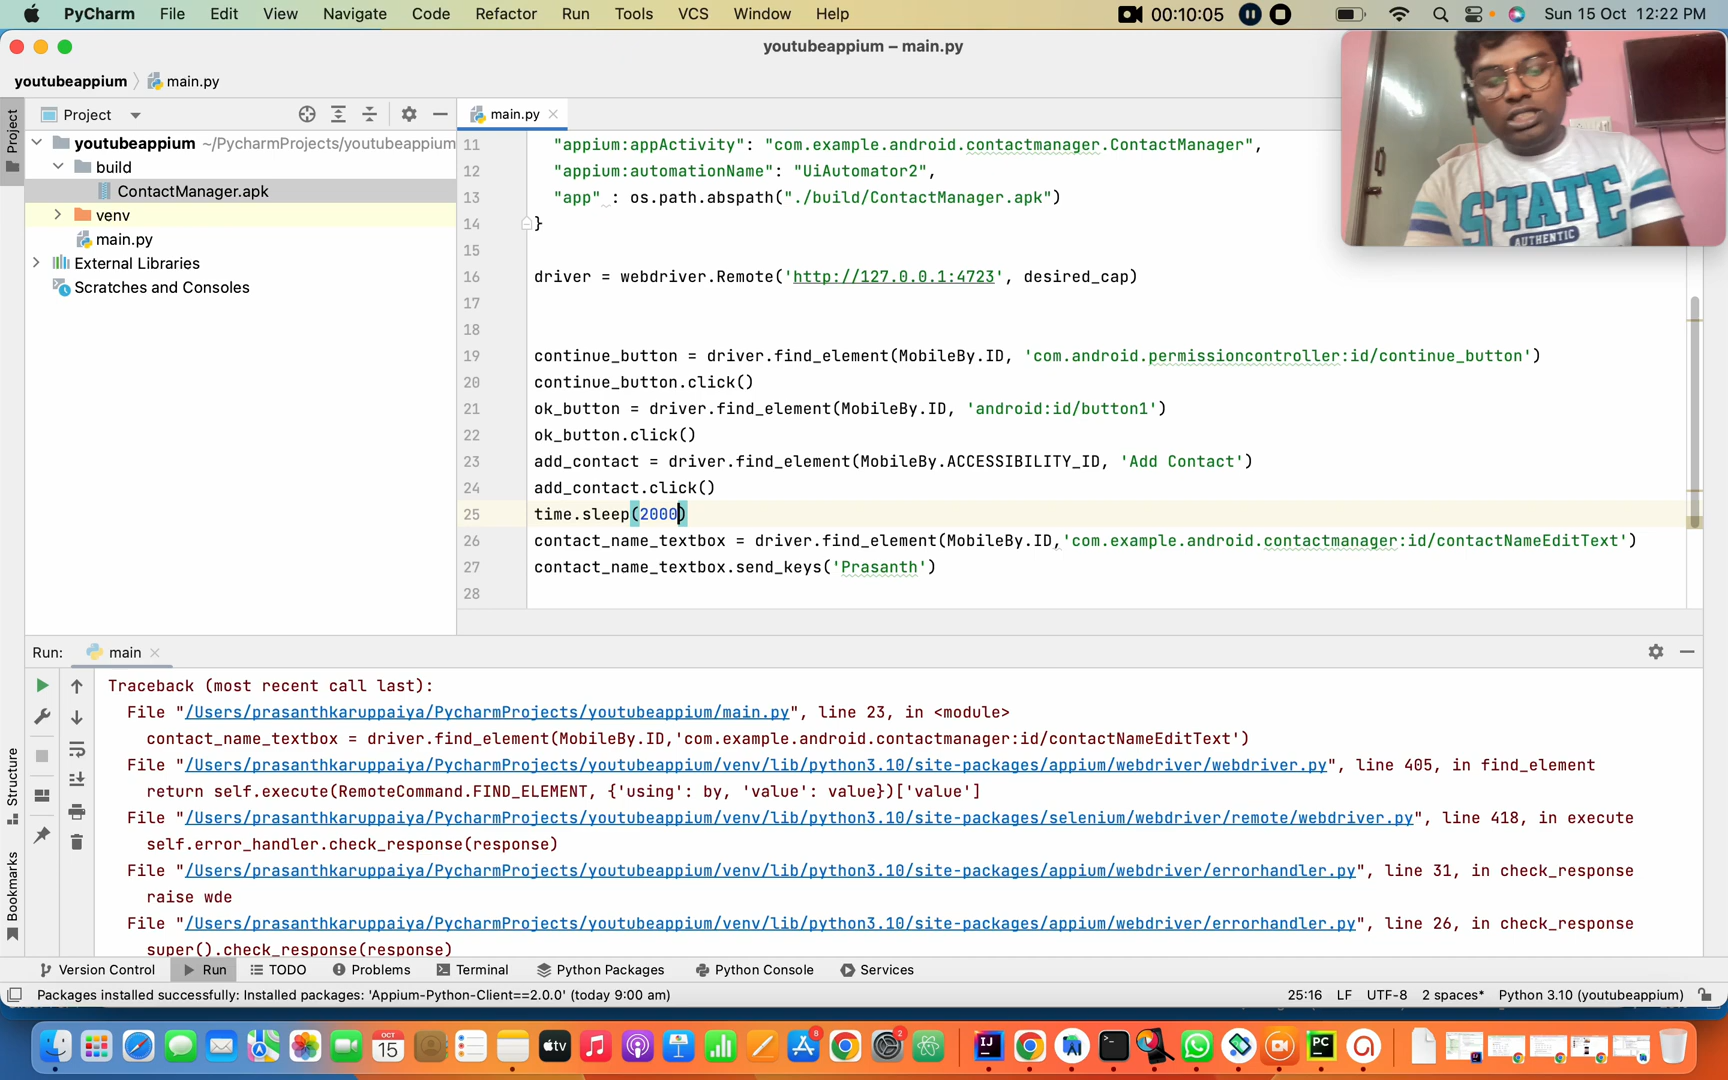 PyCharm File Edit View Navigate Code Refactor Run Tools VCS Window Help 00:10:05 Sun 15 Oct 12:22 PM
youtubeappium – main.py
youtubeappium main.py
Project
main.py
Project
youtubeappium ~/PycharmProjects/youtubeappium
build
ContactManager.apk
venv
main.py
External Libraries
Scratches and Consoles
11 "appium:appActivity": "com.example.android.contactmanager.ContactManager",
12 "appium:automationName": "UiAutomator2",
13 "app" : os.path.abspath("./build/ContactManager.apk")
14 }
15
16 driver = webdriver.Remote('http://127.0.0.1:4723', desired_cap)
17
18
19 continue_button = driver.find_element(MobileBy.ID, 'com.android.permissioncontroller:id/continue_button')
20 continue_button.click()
21 ok_button = driver.find_element(MobileBy.ID, 'android:id/button1')
22 ok_button.click()
23 add_contact = driver.find_element(MobileBy.ACCESSIBILITY_ID, 'Add Contact')
24 add_contact.click()
25 time.sleep(2000)
26 contact_name_textbox = driver.find_element(MobileBy.ID,'com.example.android.contactmanager:id/contactNameEditText')
27 contact_name_textbox.send_keys('Prasanth')
28
STATE
AUTHENTIC
Run: main
Traceback (most recent call last):
File "/Users/prasanthkaruppaiya/PycharmProjects/youtubeappium/main.py", line 23, in <module>
contact_name_textbox = driver.find_element(MobileBy.ID,'com.example.android.contactmanager:id/contactNameEditText')
File "/Users/prasanthkaruppaiya/PycharmProjects/youtubeappium/venv/lib/python3.10/site-packages/appium/webdriver/webdriver.py", line 405, in find_element
return self.execute(RemoteCommand.FIND_ELEMENT, {'using': by, 'value': value})['value']
File "/Users/prasanthkaruppaiya/PycharmProjects/youtubeappium/venv/lib/python3.10/site-packages/selenium/webdriver/remote/webdriver.py", line 418, in execute
self.error_handler.check_response(response)
File "/Users/prasanthkaruppaiya/PycharmProjects/youtubeappium/venv/lib/python3.10/site-packages/appium/webdriver/errorhandler.py", line 31, in check_response
raise wde
File "/Users/prasanthkaruppaiya/PycharmProjects/youtubeappium/venv/lib/python3.10/site-packages/appium/webdriver/errorhandler.py", line 26, in check_response
super().check_response(response)
Structure
Bookmarks
Version Control Run TODO Problems Terminal Python Packages Python Console Services
Packages installed successfully: Installed packages: 'Appium-Python-Client==2.0.0' (today 9:00 am) 25:16 LF UTF-8 2 spaces* Python 3.10 (youtubeappium)
OCT
15
tv
8
2
IJ
PC